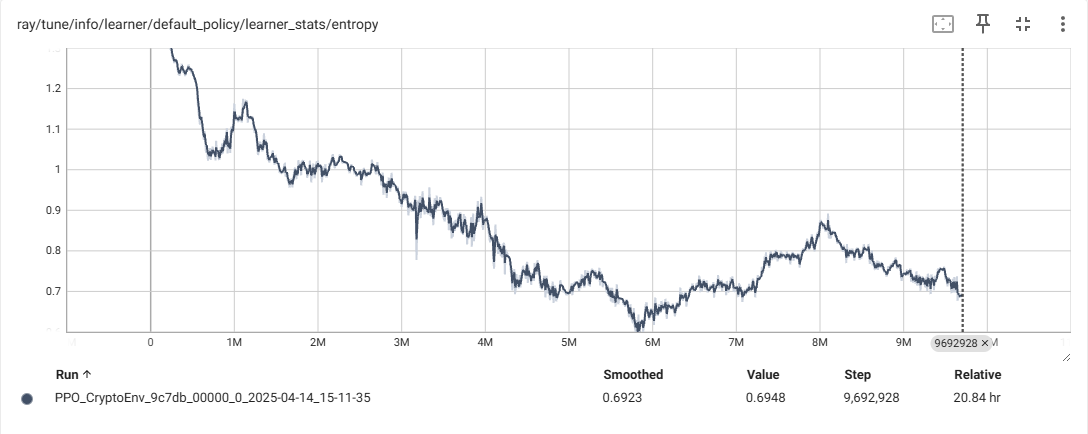 ray/tune/info/learner/default_policy/learner_stats/entropy
1.2
1.1
1
0.9
0.8
0.7
0 1M 2M 3M 4M 5M 6M 7M 8M 9M 9692928 ✕
Run ↑ Smoothed Value Step Relative
PPO_CryptoEnv_9c7db_00000_0_2025-04-14_15-11-35 0.6923 0.6948 9,692,928 20.84 hr